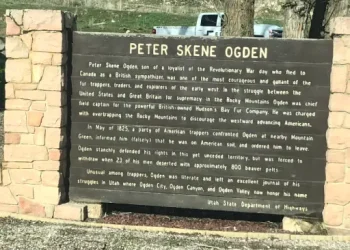 PETER SKENE OGDEN
Peter Skene Ogden, son of a loyalist of the Revolutionary War day who fled to
Canada as a British sympathizer, was one of the most courageous and gallant of the
fur trappers, traders, and explorers of the early west. In the struggle between the
United States and Great Britain for supremacy in the Rocky Mountains Ogden was chief
field captain for the powerful British-owned Hudson's Bay Fur Company. He was charged
with overtrapping the Rocky Mountains to discourage the westward advancing Americans.
In May of 1825, a party of American trappers confronted Ogden at nearby Mountain
Green, informed him (falsely) that he was on American soil, and ordered him to leave.
Ogden staunchly defended his rights in this yet unseeded territory, but was forced to
withdraw when 23 of his men deserted with approximately 800 beaver pelts.
Unusual among trappers, Ogden was literate and left an excellent journal of his
struggles in Utah where Ogden City, Ogden Canyon, and Ogden Valley now honor his name.
Utah State Department of Highways